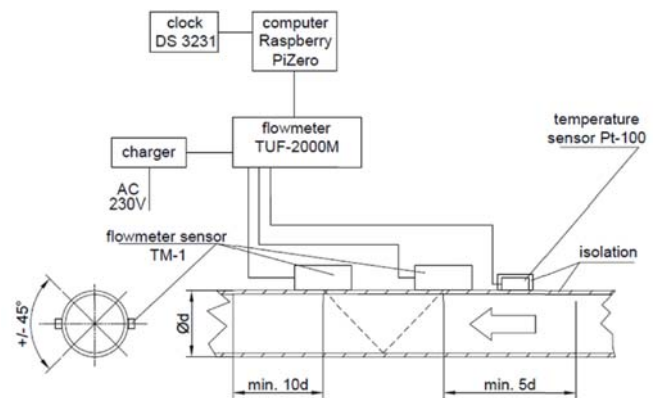 clock
DS 3231
computer
Raspberry
PiZero
flowmeter
TUF-2000M
charger
AC
230V
temperature
sensor Pt-100
flowmeter sensor
TM-1
isolation
+/- 45°
Ød
min. 10d
min. 5d